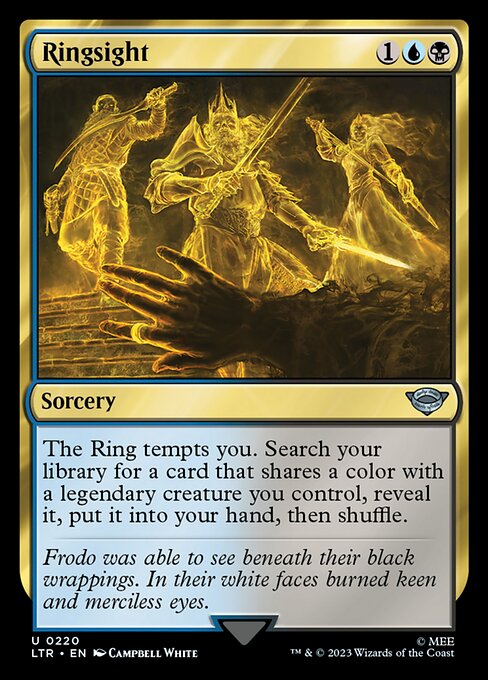 Ringsight
1
Sorcery
The Ring tempts you. Search your
library for a card that shares a color with
a legendary creature you control, reveal
it, put it into your hand, then shuffle.
Frodo was able to see beneath their black
wrappings. In their white faces burned keen
and merciless eyes.
U 0220
LTR • EN CAMPBELL WHITE
© MEE
™ & © 2023 Wizards of the Coast